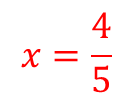 x = 4/5